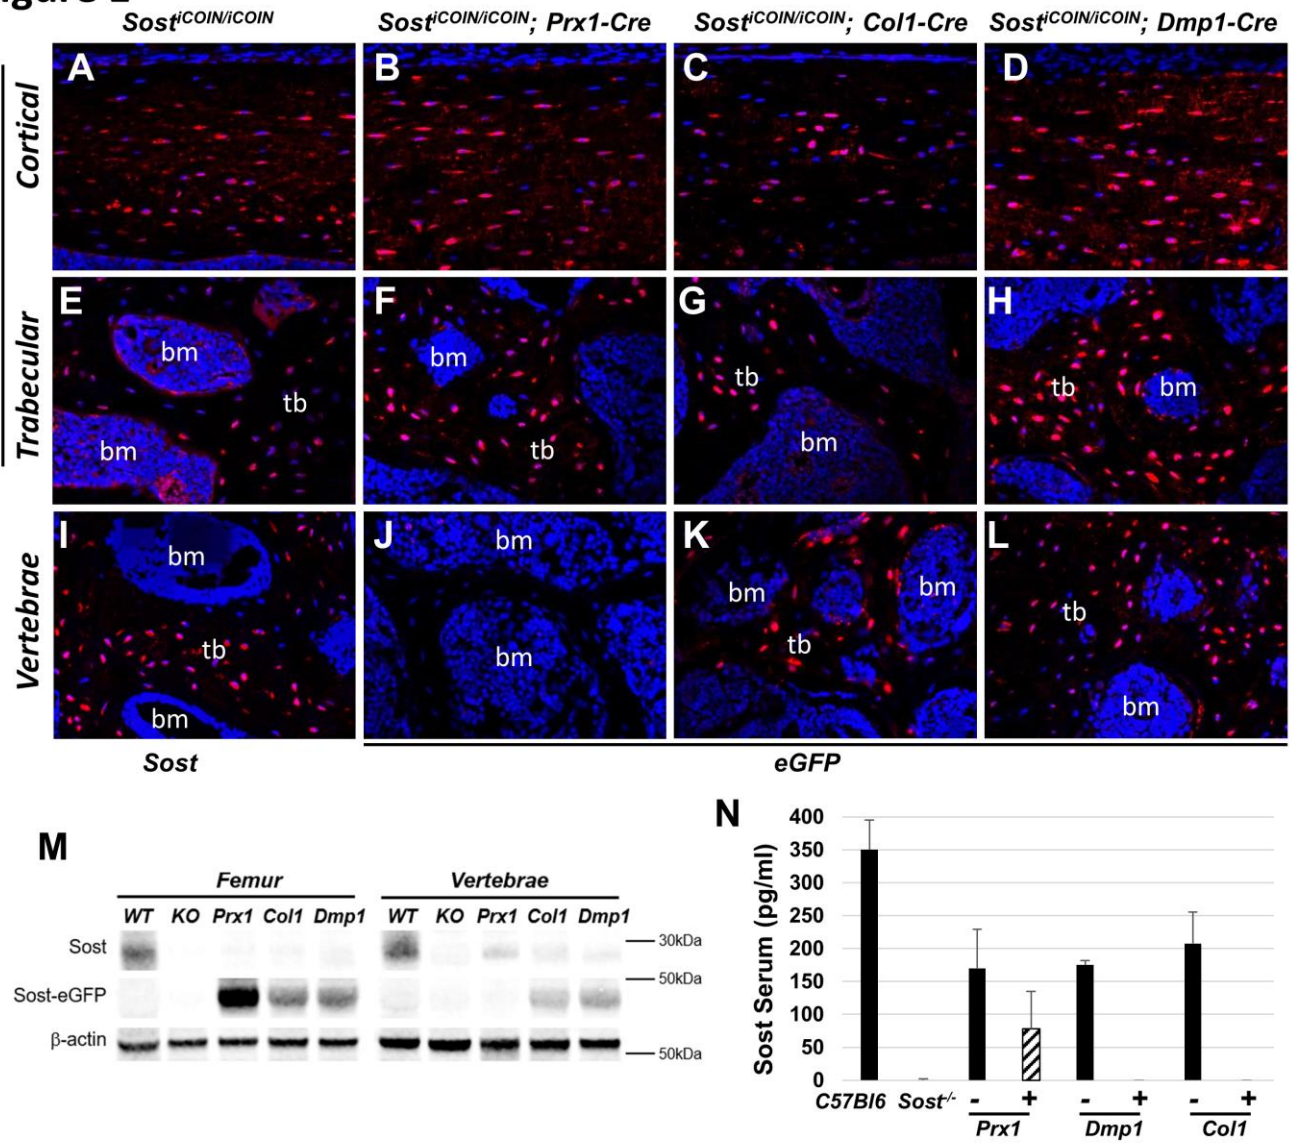 Sost^iCOIN/iCOIN Sost^iCOIN/iCOIN; Prx1-Cre Sost^iCOIN/iCOIN; Col1-Cre Sost^iCOIN/iCOIN; Dmp1-Cre
Cortical
A B C D
Trabecular
E bm bm tb
F bm tb
G tb bm
H tb bm
Vertebrae
I bm tb bm
J bm bm
K bm tb bm
L tb bm
Sost eGFP
M
Femur Vertebrae
WT KO Prx1 Col1 Dmp1 WT KO Prx1 Col1 Dmp1
Sost 30kDa
50kDa
Sost-eGFP
β-actin 50kDa
N
Sost Serum (pg/ml)
400
350
300
250
200
150
100
50
0
C57Bl6 Sost^-/- - + - + - +
Prx1 Dmp1 Col1